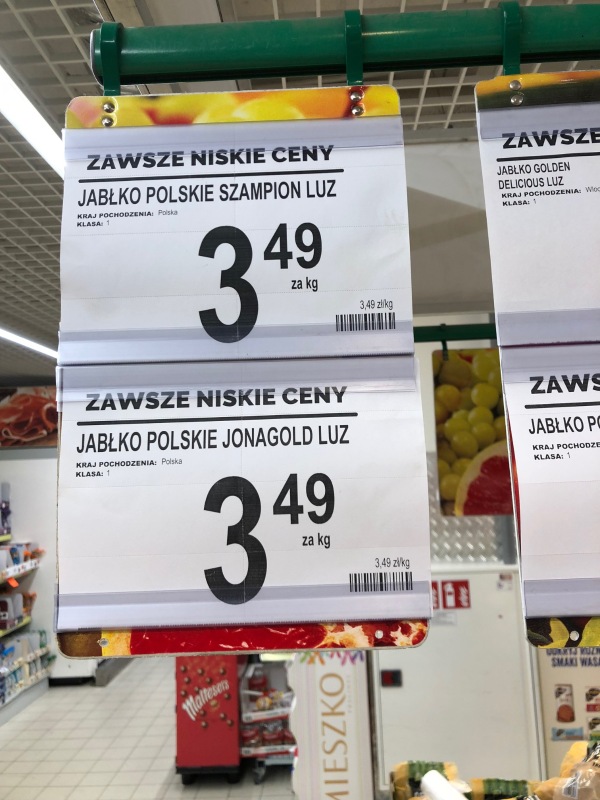 ZAWSZE NISKIE CENY
JABŁKO POLSKIE SZAMPION LUZ
KRAJ POCHODZENIA: Polska
KLASA: 1
3 49
za kg
3,49 zł/kg
ZAWSZE NISKIE CENY
JABŁKO POLSKIE JONAGOLD LUZ
KRAJ POCHODZENIA: Polska
KLASA: 1
3 49
za kg
3,49 zł/kg
ZAWSZE
JABŁKO GOLDEN
DELICIOUS LUZ
KRAJ POCHODZENIA: Włoc
KLASA: 1
ZAWS
JABŁKO PO
KRAJ POCHODZE
KLASA: 1
Maltesers
MIESZKO
SMAKI WASA